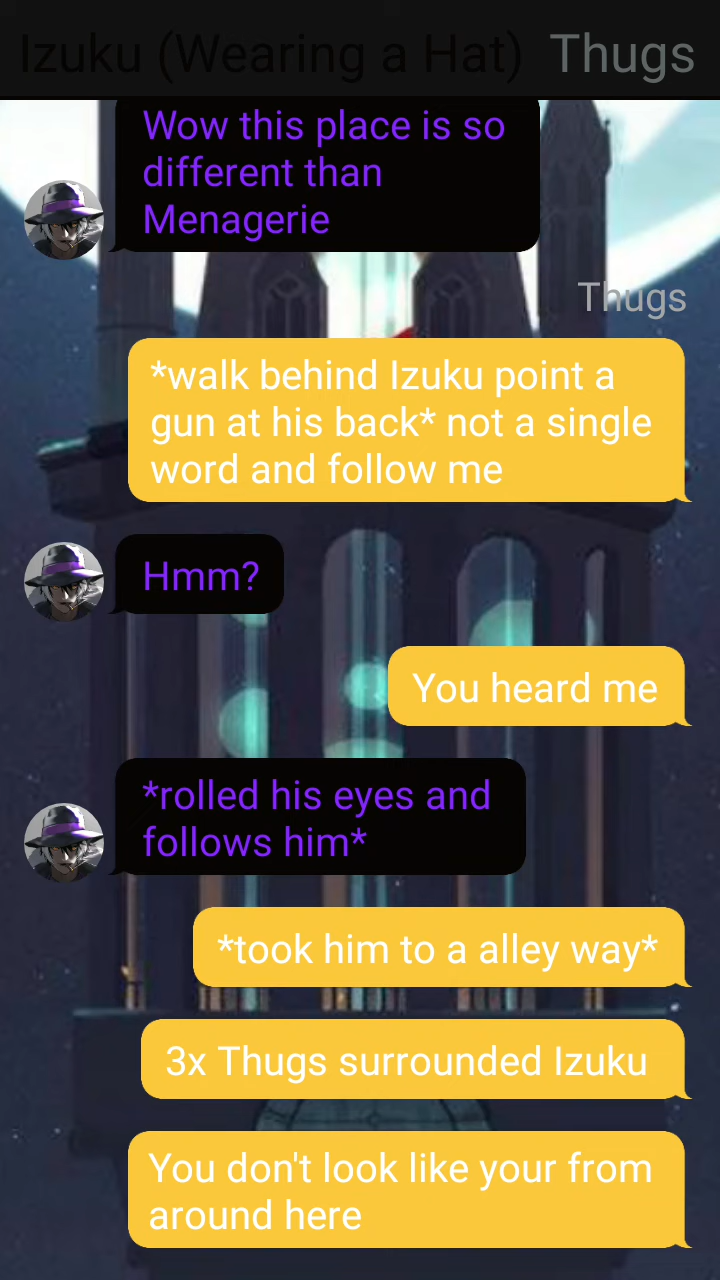 Izuku (Wearing a Hat) Thugs
Wow this place is so
different than
Menagerie
Thugs
*walk behind Izuku point a
gun at his back* not a single
word and follow me
Hmm?
You heard me
*rolled his eyes and
follows him*
*took him to a alley way*
3x Thugs surrounded Izuku
You don't look like your from
around here